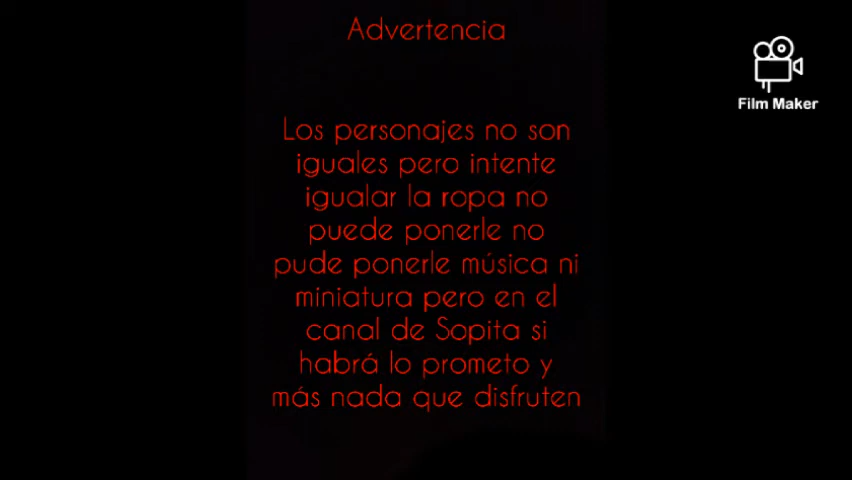 Advertencia
Film Maker
Los personajes no son
iguales pero intente
igualar la ropa no
puede ponerle no
pude ponerle música ni
miniatura pero en el
canal de Sopita si
habrá lo prometo y
más nada que disfruten